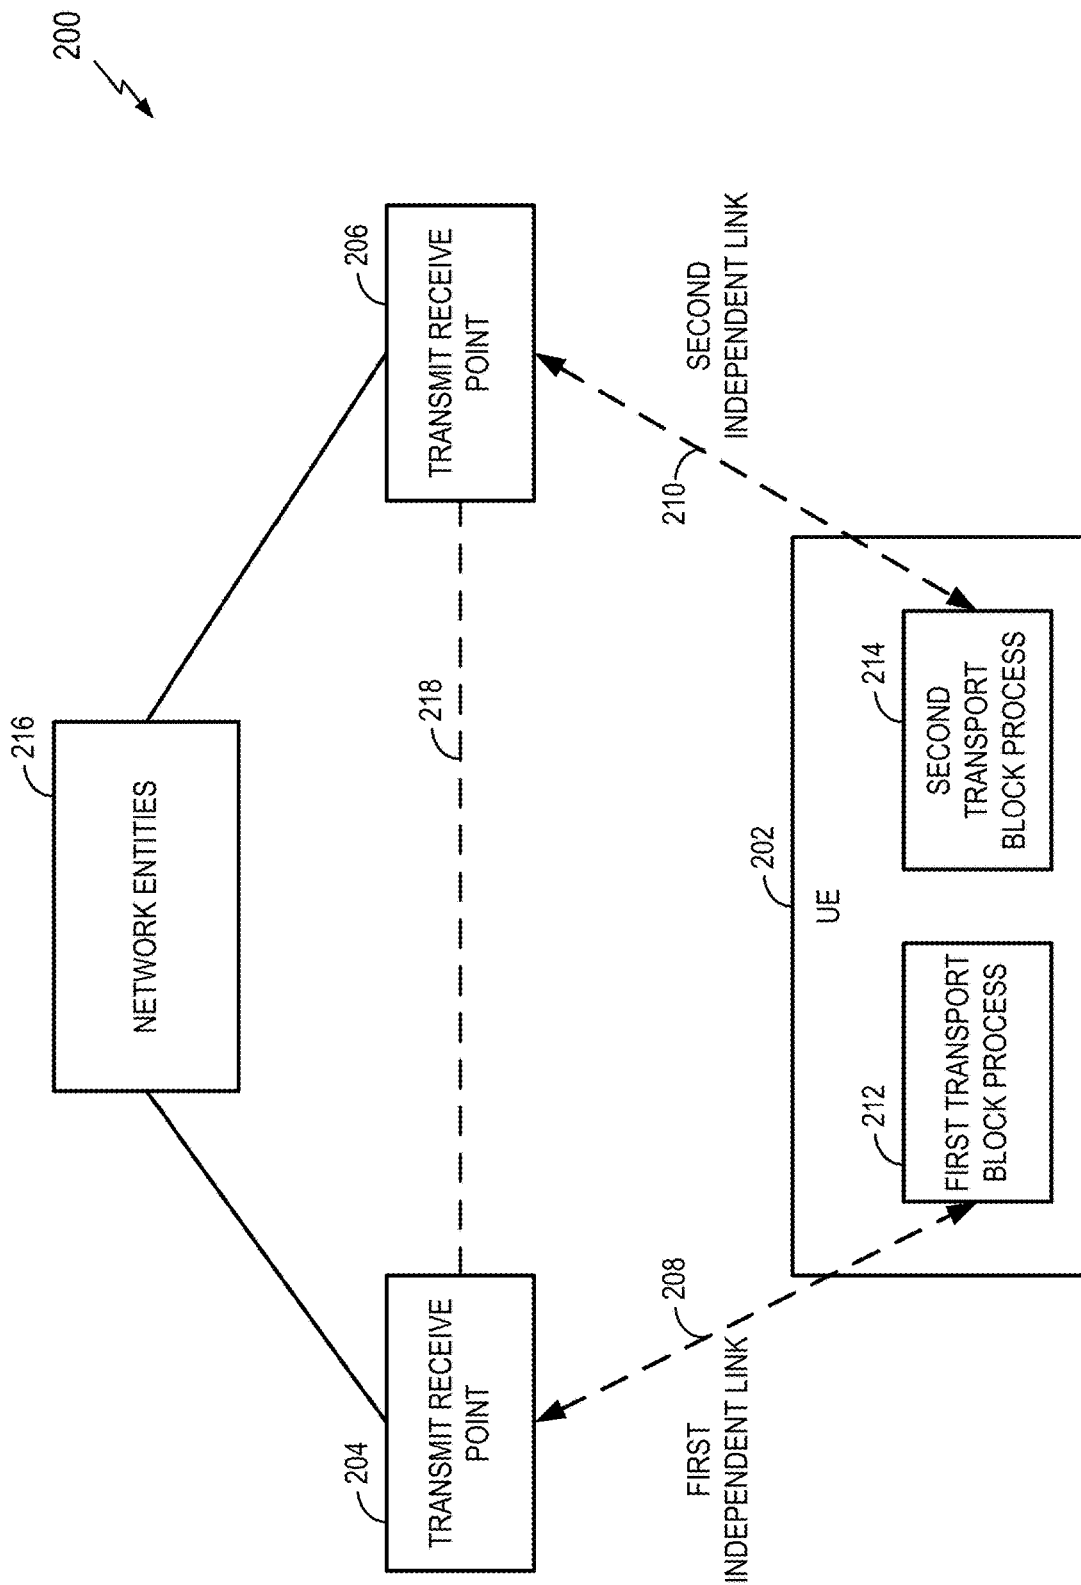 200
216
NETWORK ENTITIES
204
TRANSMIT RECEIVE
POINT
206
TRANSMIT RECEIVE
POINT
218
208
FIRST
INDEPENDENT LINK
210
SECOND
INDEPENDENT LINK
202
UE
212
FIRST TRANSPORT
BLOCK PROCESS
214
SECOND
TRANSPORT
BLOCK PROCESS